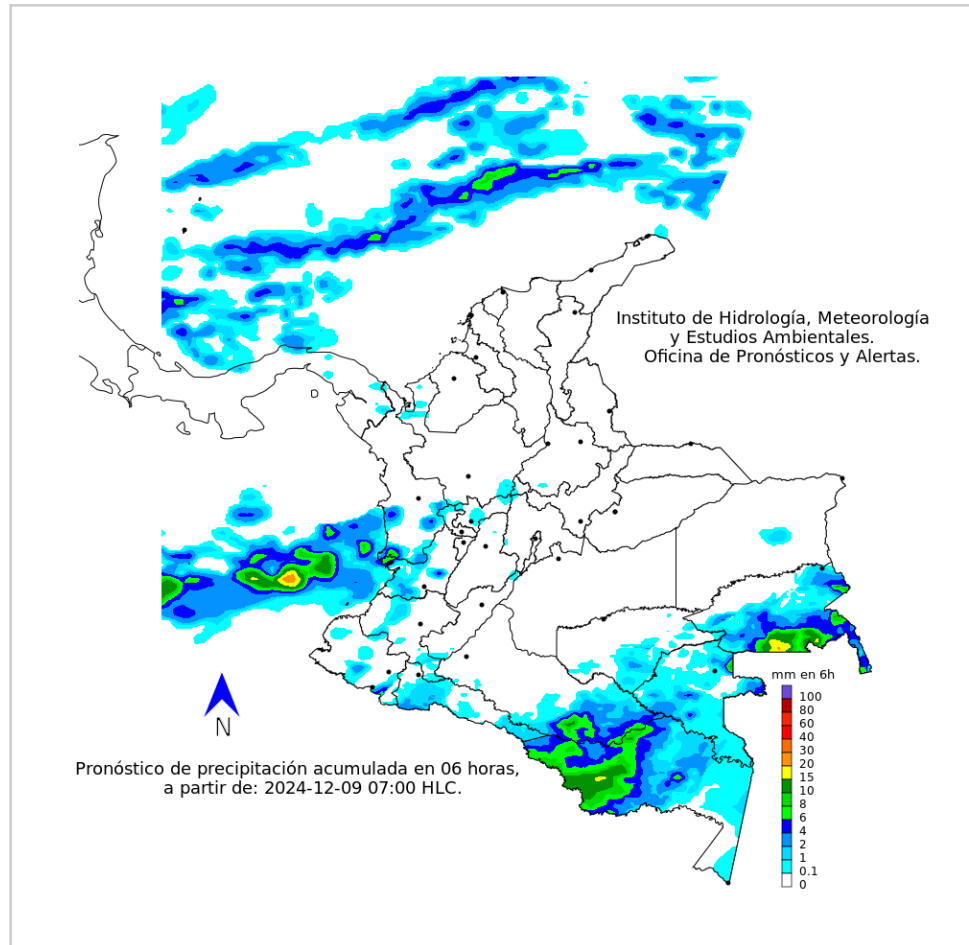 Instituto de Hidrología, Meteorología
y Estudios Ambientales.
Oficina de Pronósticos y Alertas.
mm en 6h
100
80
60
40
30
20
15
10
8
6
4
2
1
0.1
0
N
Pronóstico de precipitación acumulada en 06 horas,
a partir de: 2024-12-09 07:00 HLC.